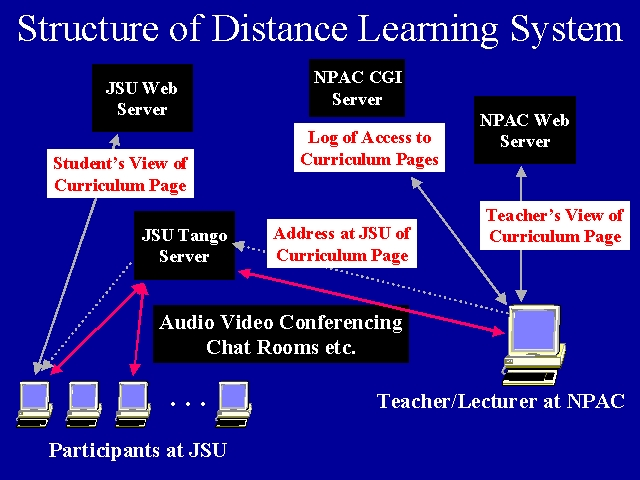 Structure of Distance Learning System
JSU Web
Server
NPAC CGI
Server
NPAC Web
Server
Student's View of
Curriculum Page
Log of Access to
Curriculum Pages
Teacher's View of
Curriculum Page
JSU Tango
Server
Address at JSU of
Curriculum Page
Audio Video Conferencing
Chat Rooms etc.
. . .
Teacher/Lecturer at NPAC
Participants at JSU